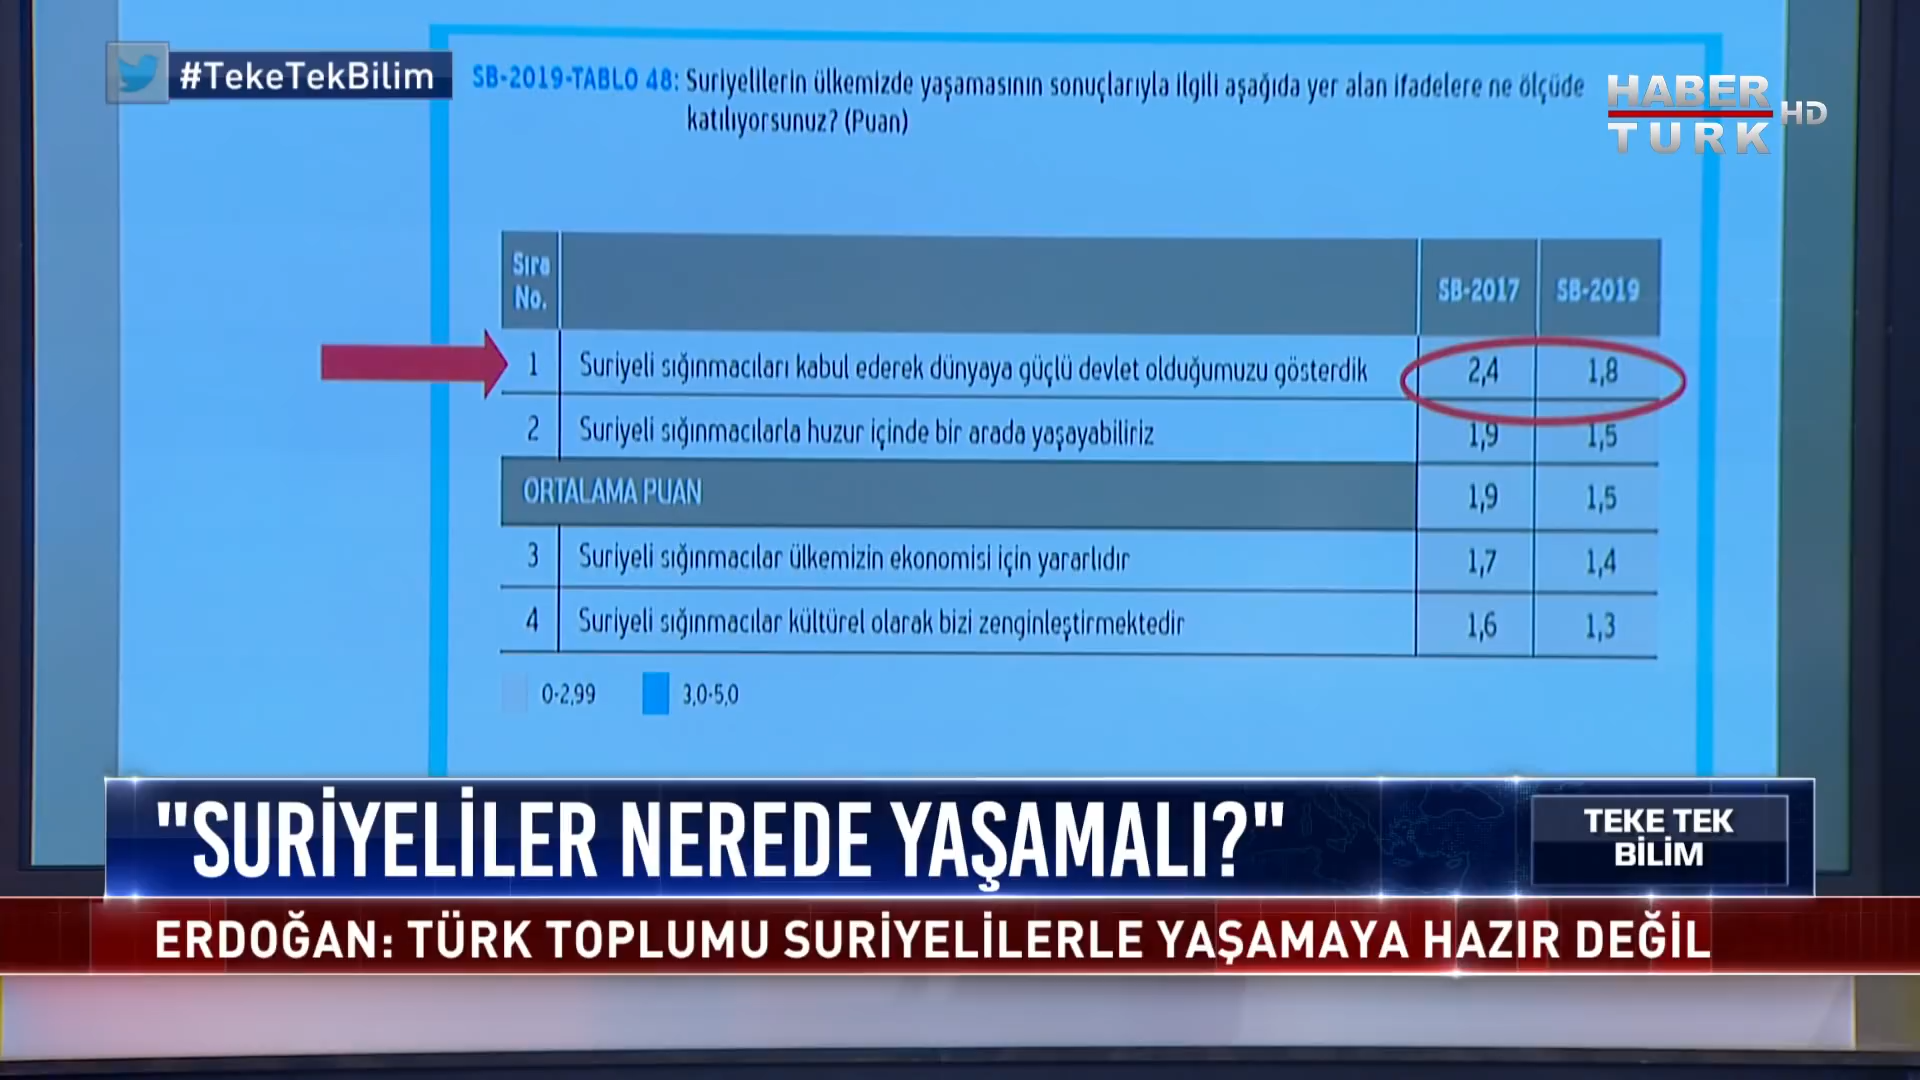 #TekeTekBilim
SB-2019-TABLO 48: Suriyelilerin ülkemizde yaşamasının sonuçlarıyla ilgili aşağıda yer alan ifadelere ne ölçüde
katılıyorsunuz? (Puan)
HABER
TÜRK HD
Sıra
No. SB-2017 SB-2019
1 Suriyeli sığınmacıları kabul ederek dünyaya güçlü devlet olduğumuzu gösterdik 2,4 1,8
2 Suriyeli sığınmacılarla huzur içinde bir arada yaşayabiliriz 1,9 1,5
ORTALAMA PUAN 1,9 1,5
3 Suriyeli sığınmacılar ülkemizin ekonomisi için yararlıdır 1,7 1,4
4 Suriyeli sığınmacılar kültürel olarak bizi zenginleştirmektedir 1,6 1,3
0-2,99 3,0-5,0
"SURİYELİLER NEREDE YAŞAMALI?"
TEKE TEK
BİLİM
ERDOĞAN: TÜRK TOPLUMU SURİYELİLERLE YAŞAMAYA HAZIR DEĞİL